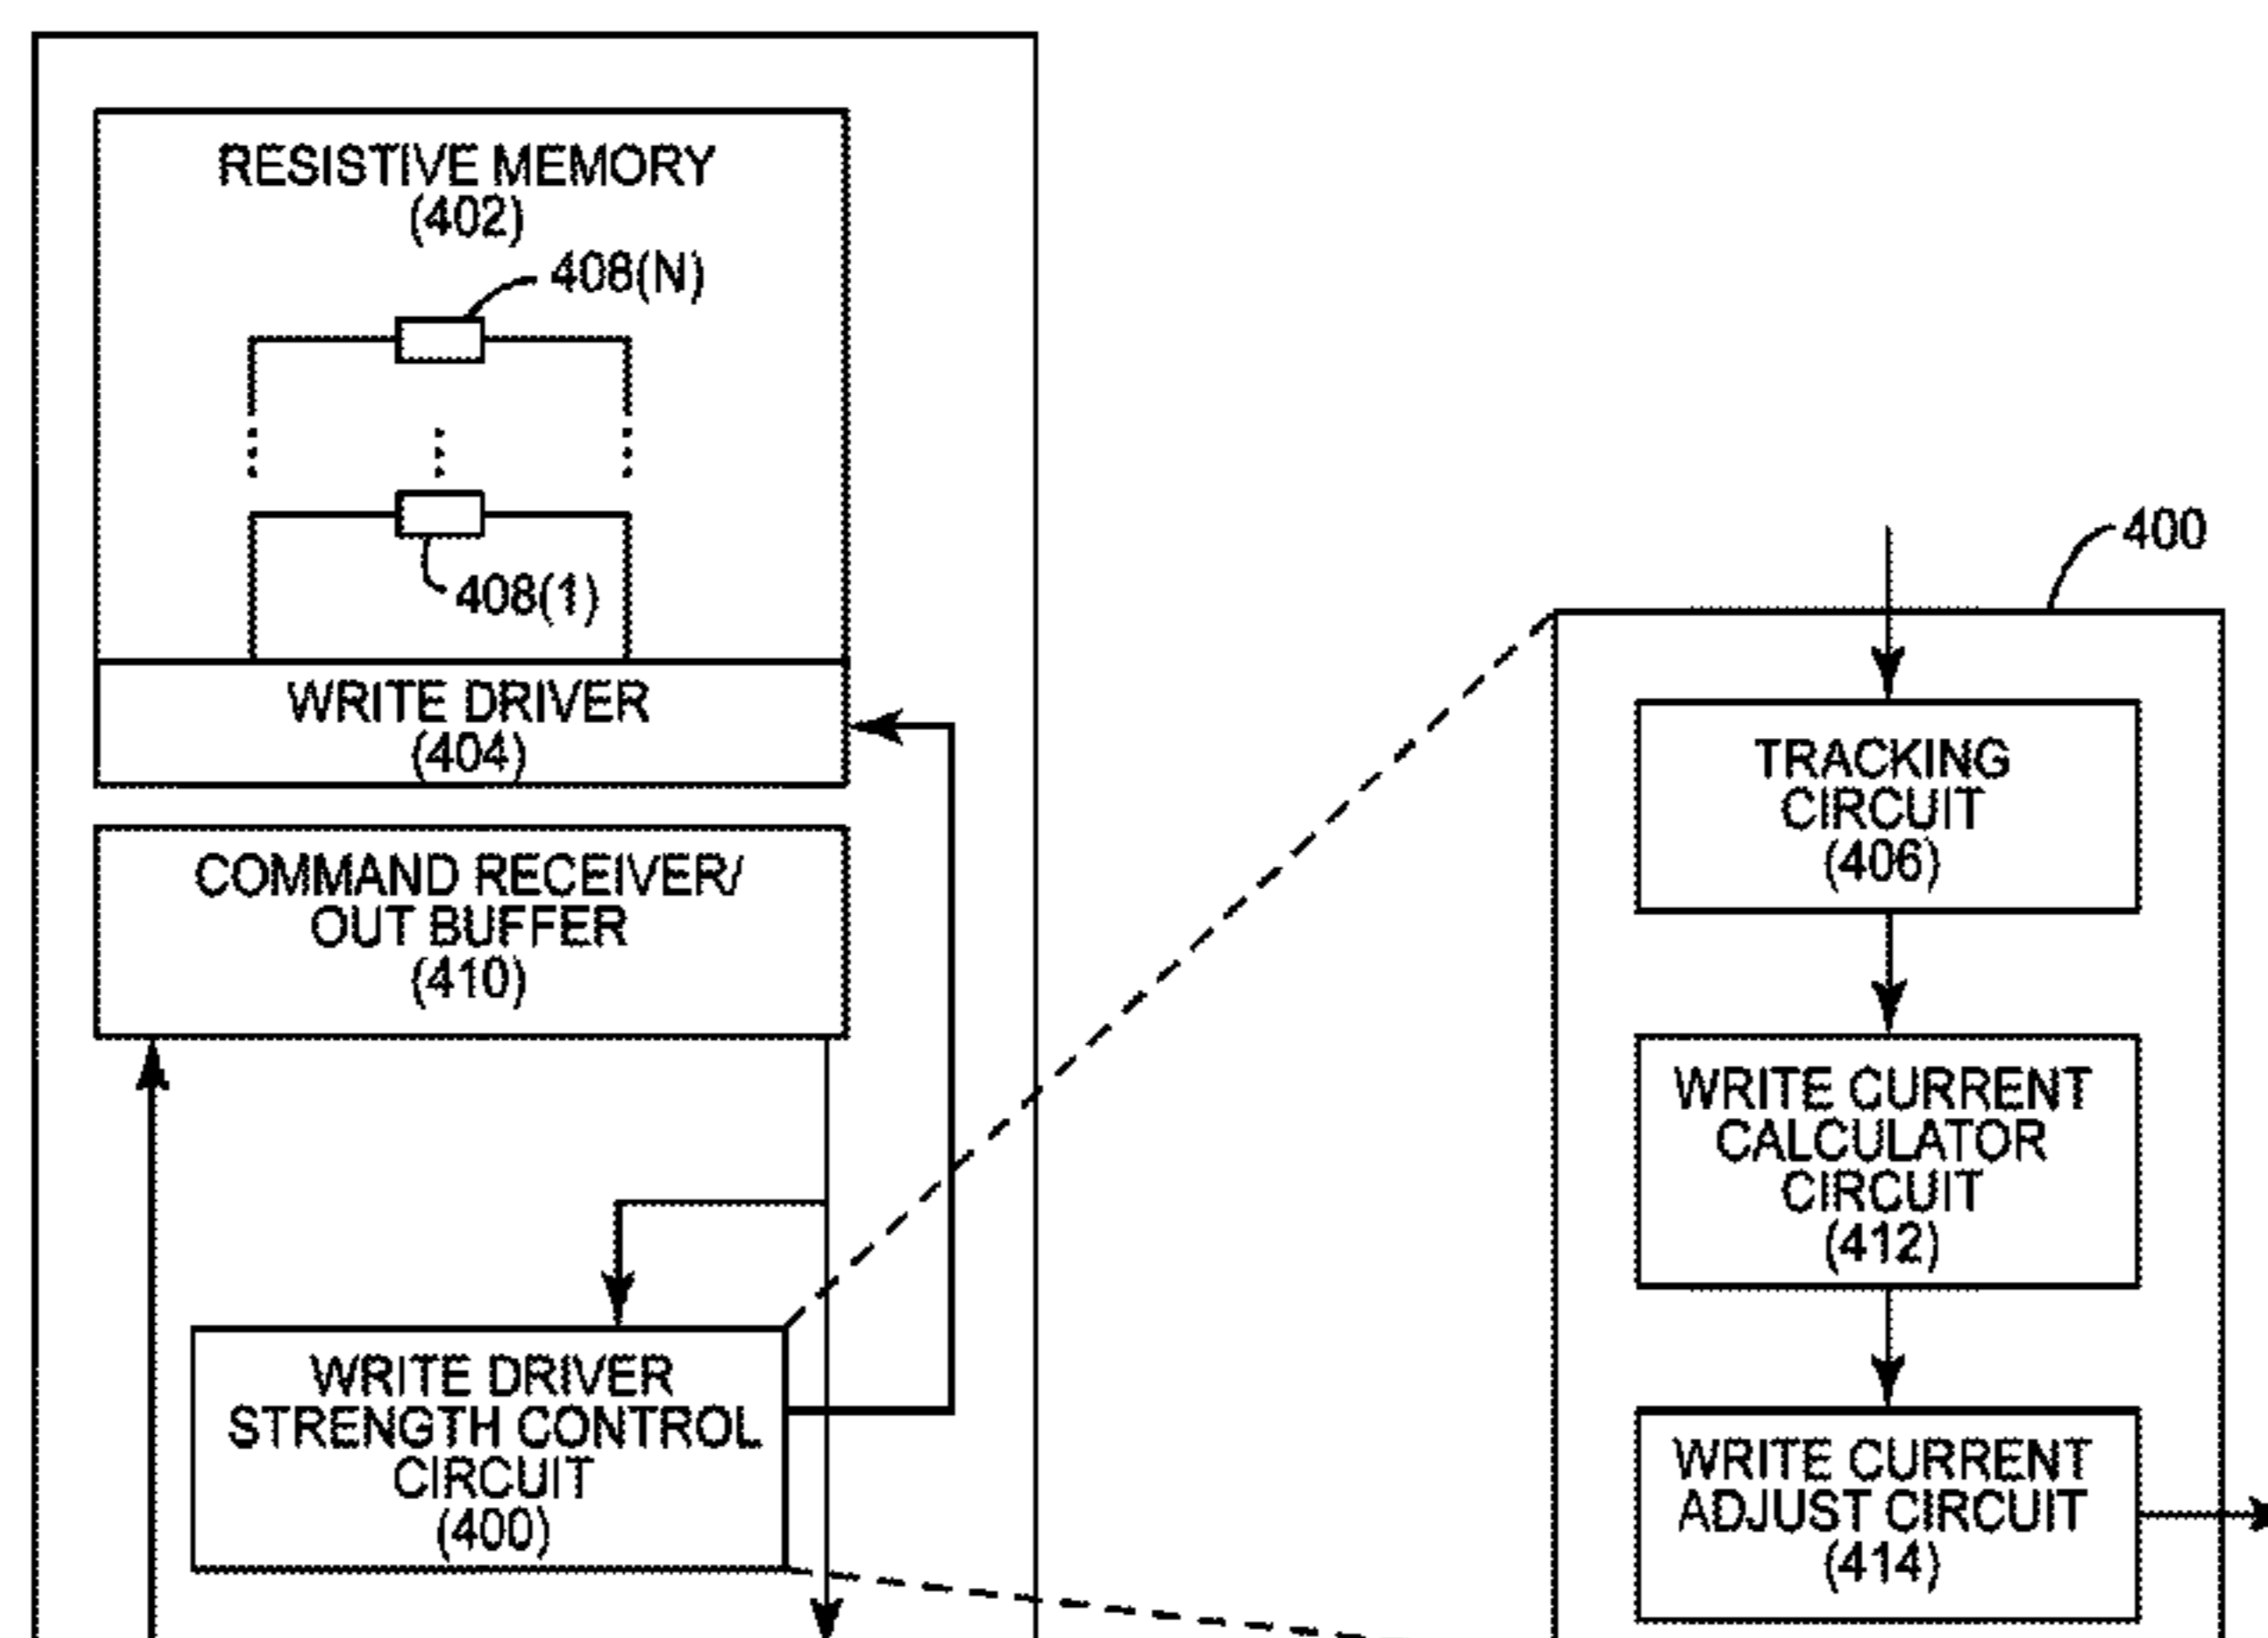 RESISTIVE MEMORY
(402)
408(N)
408(1)
WRITE DRIVER
(404)
COMMAND RECEIVER/
OUT BUFFER
(410)
WRITE DRIVER
STRENGTH CONTROL
CIRCUIT
(400)
400
TRACKING
CIRCUIT
(406)
WRITE CURRENT
CALCULATOR
CIRCUIT
(412)
WRITE CURRENT
ADJUST CIRCUIT
(414)